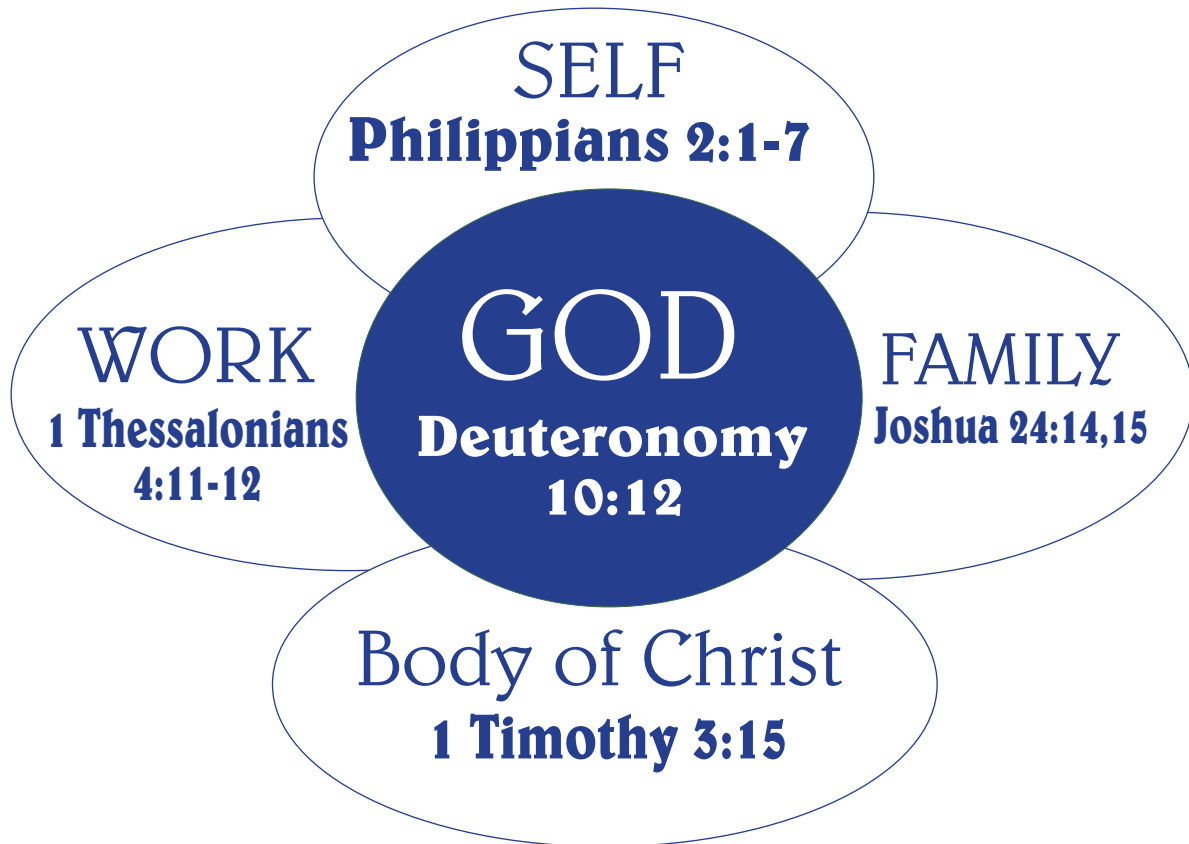 SELF
Philippians 2:1-7
WORK
1 Thessalonians
4:11-12
GOD
Deuteronomy
10:12
FAMILY
Joshua 24:14,15
Body of Christ
1 Timothy 3:15